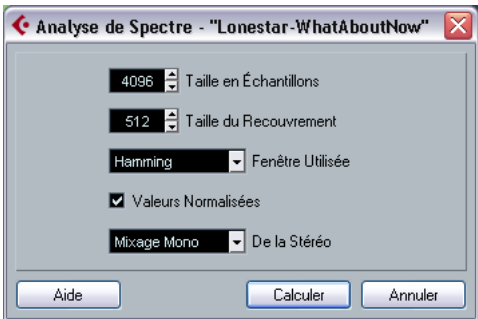 Analyse de Spectre - "Lonestar-WhatAboutNow"
4096 Taille en Échantillons
512 Taille du Recouvrement
Hamming Fenêtre Utilisée
Valeurs Normalisées
Mixage Mono De la Stéréo
Aide Calculer Annuler